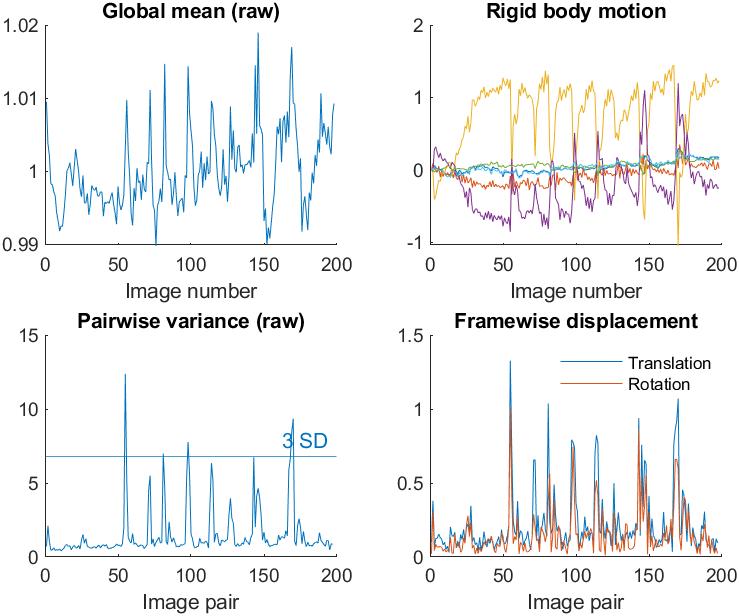 Global mean (raw)
1.02
1.01
1
0.99
0 50 100 150 200
Image number
Rigid body motion
2
1
0
-1
0 50 100 150 200
Image number
Pairwise variance (raw)
15
10
5
0
3 SD
0 50 100 150 200
Image pair
Framewise displacement
1.5
1
0.5
0
Translation
Rotation
0 50 100 150 200
Image pair